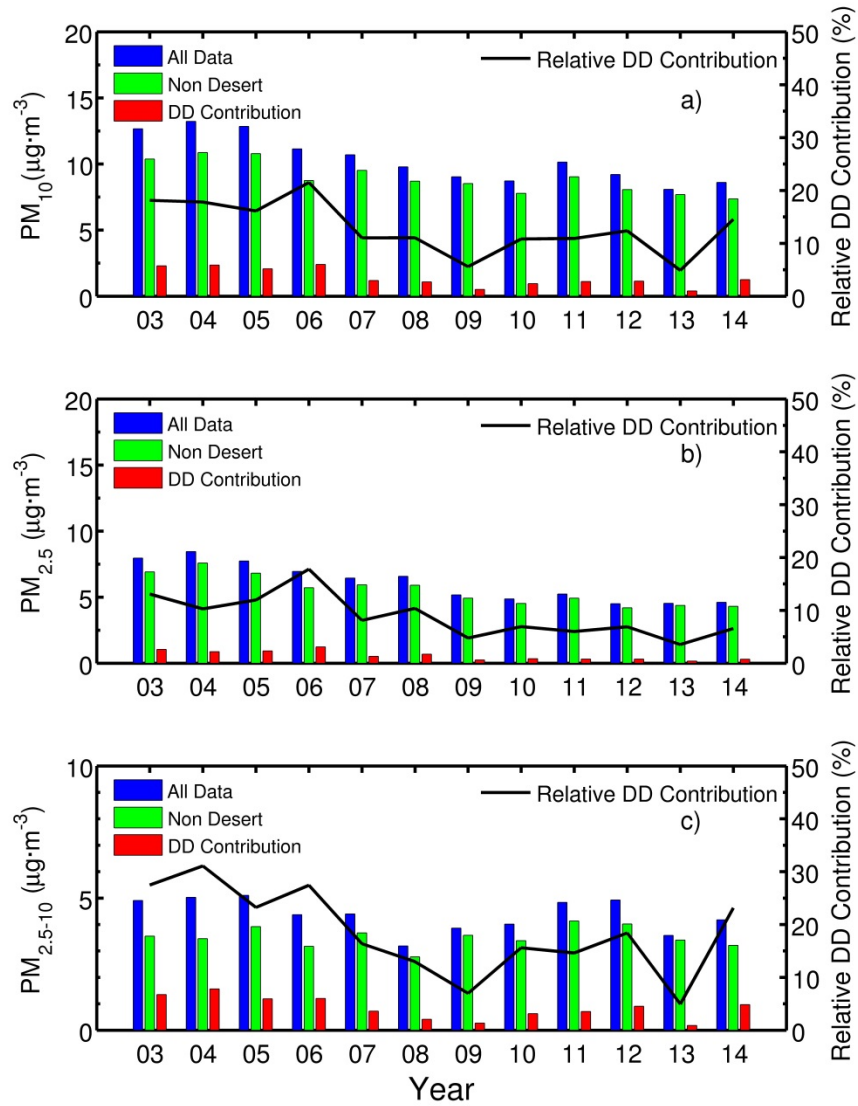 20
15
10
5
0
PM10(μg·m-3)
All Data
Non Desert
DD Contribution
Relative DD Contribution
a)
50
40
30
20
10
0
Relative DD Contribution (%)
03 04 05 06 07 08 09 10 11 12 13 14
20
15
10
5
0
PM2.5 (μg·m-3)
All Data
Non Desert
DD Contribution
Relative DD Contribution
b)
50
40
30
20
10
0
Relative DD Contribution (%)
03 04 05 06 07 08 09 10 11 12 13 14
10
5
0
PM2.5-10 (μg·m-3)
All Data
Non Desert
DD Contribution
Relative DD Contribution
c)
50
40
30
20
10
0
Relative DD Contribution (%)
03 04 05 06 07 08 09 10 11 12 13 14
Year